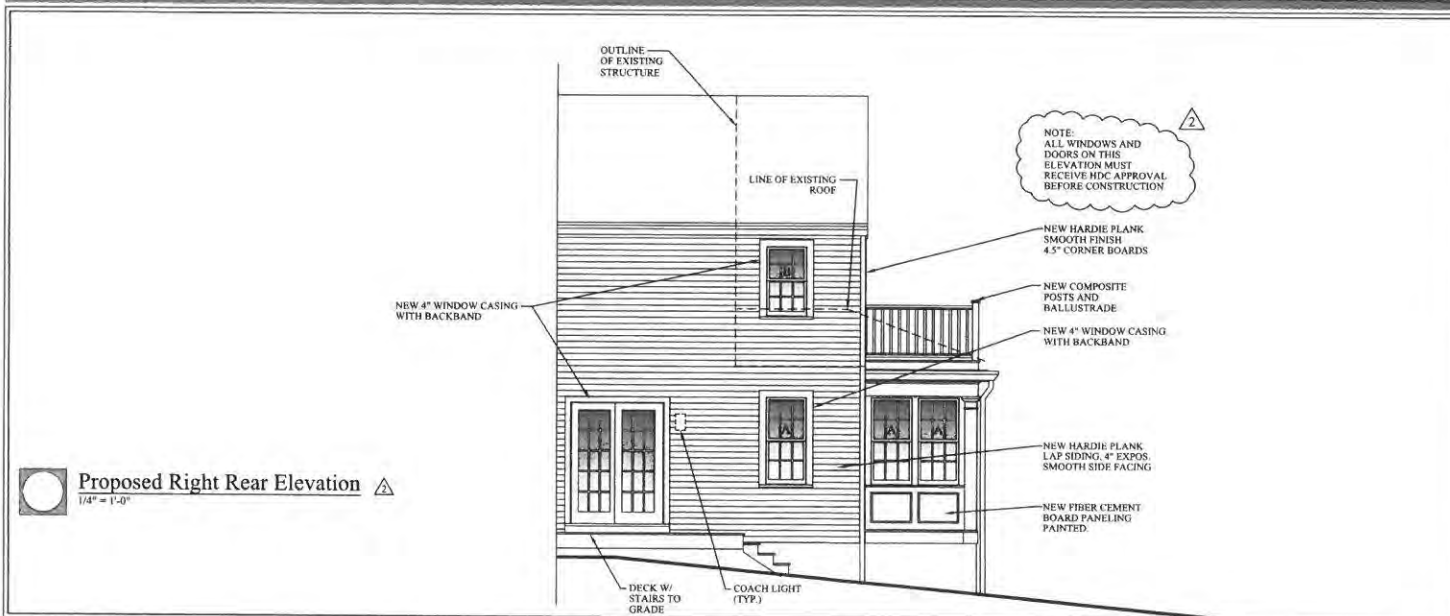 OUTLINE
OF EXISTING
STRUCTURE
2
NOTE:
ALL WINDOWS AND
DOORS ON THIS
ELEVATION MUST
RECEIVE HDC APPROVAL
BEFORE CONSTRUCTION
LINE OF EXISTING
ROOF
NEW HARDIE PLANK
SMOOTH FINISH
4.5" CORNER BOARDS
NEW COMPOSITE
POSTS AND
BALLUSTRADE
NEW 4" WINDOW CASING
WITH BACKBAND
NEW 4" WINDOW CASING
WITH BACKBAND
A
A
A
NEW HARDIE PLANK
LAP SIDING, 4" EXPOS.
SMOOTH SIDE FACING
Proposed Right Rear Elevation 2
1/4" = 1'-0"
NEW FIBER CEMENT
BOARD PANELING
PAINTED.
DECK W/
STAIRS TO
GRADE
COACH LIGHT
(TYP.)